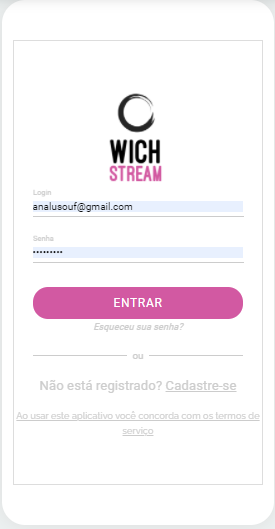 WICH
STREAM
Login
analusouf@gmail.com
Senha
•••••••••
ENTRAR
Esqueceu sua senha?
ou
Não está registrado? Cadastre-se
Ao usar este aplicativo você concorda com os termos de
serviço